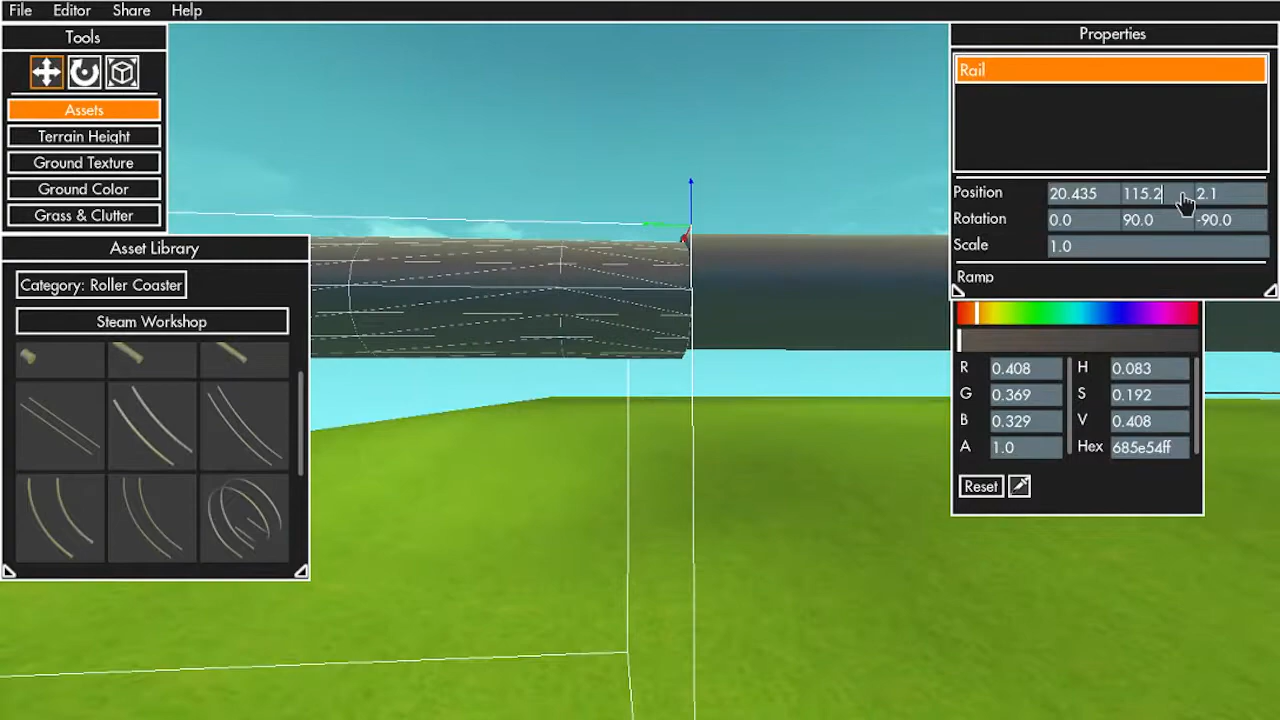 File Editor Share Help
Tools
Assets
Terrain Height
Ground Texture
Ground Color
Grass & Clutter
Asset Library
Category: Roller Coaster
Steam Workshop
Properties
Rail
Position 20.435 115.2 2.1
Rotation 0.0 90.0 -90.0
Scale 1.0
Ramp
R 0.408 H 0.083
G 0.369 S 0.192
B 0.329 V 0.408
A 1.0 Hex 685e54ff
Reset